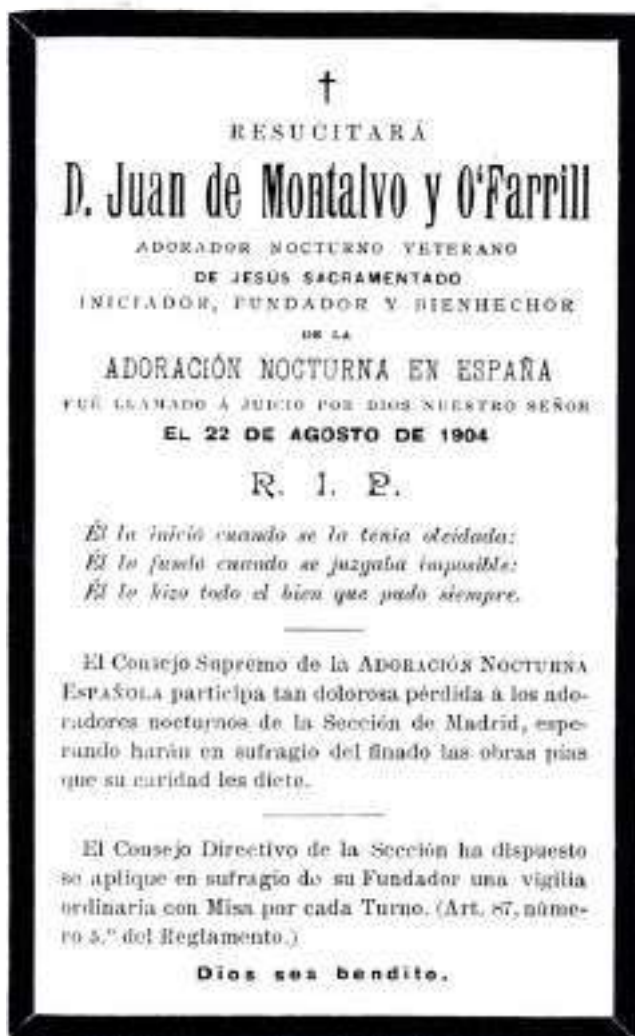 †
RESUCITARÁ
D. Juan de Montalvo y O'Farrill
ADORADOR NOCTURNO VETERANO
DE JESÚS SACRAMENTADO
INICIADOR, FUNDADOR Y BIENHECHOR
DE LA
ADORACIÓN NOCTURNA EN ESPAÑA
FUÉ LLAMADO Á JUICIO POR DIOS NUESTRO SEÑOR
EL 22 DE AGOSTO DE 1904
R. I. P.
Él la inició cuando se la tenía olvidada:
Él la fundó cuando se juzgaba imposible:
Él le hizo todo el bien que pudo siempre.
El Consejo Supremo de la ADORACIÓN NOCTURNA
ESPAÑOLA participa tan dolorosa pérdida á los ado-
radores nocturnos de la Sección de Madrid, espe-
rando harán en sufragio del finado las obras pías
que su caridad les dicte.
El Consejo Directivo de la Sección ha dispuesto
se aplique en sufragio de su Fundador una vigilia
ordinaria con Misa por cada Turno. (Art. 87, núme-
ro 5.º del Reglamento.)
Dios sea bendito.